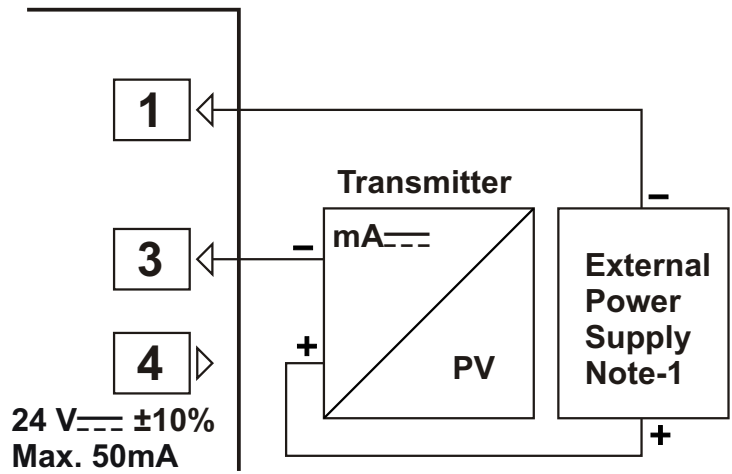 1
Transmitter
–
3
–
mA
+
External
Power
Supply
Note-1
4
PV
24 V ±10%
Max. 50mA
+